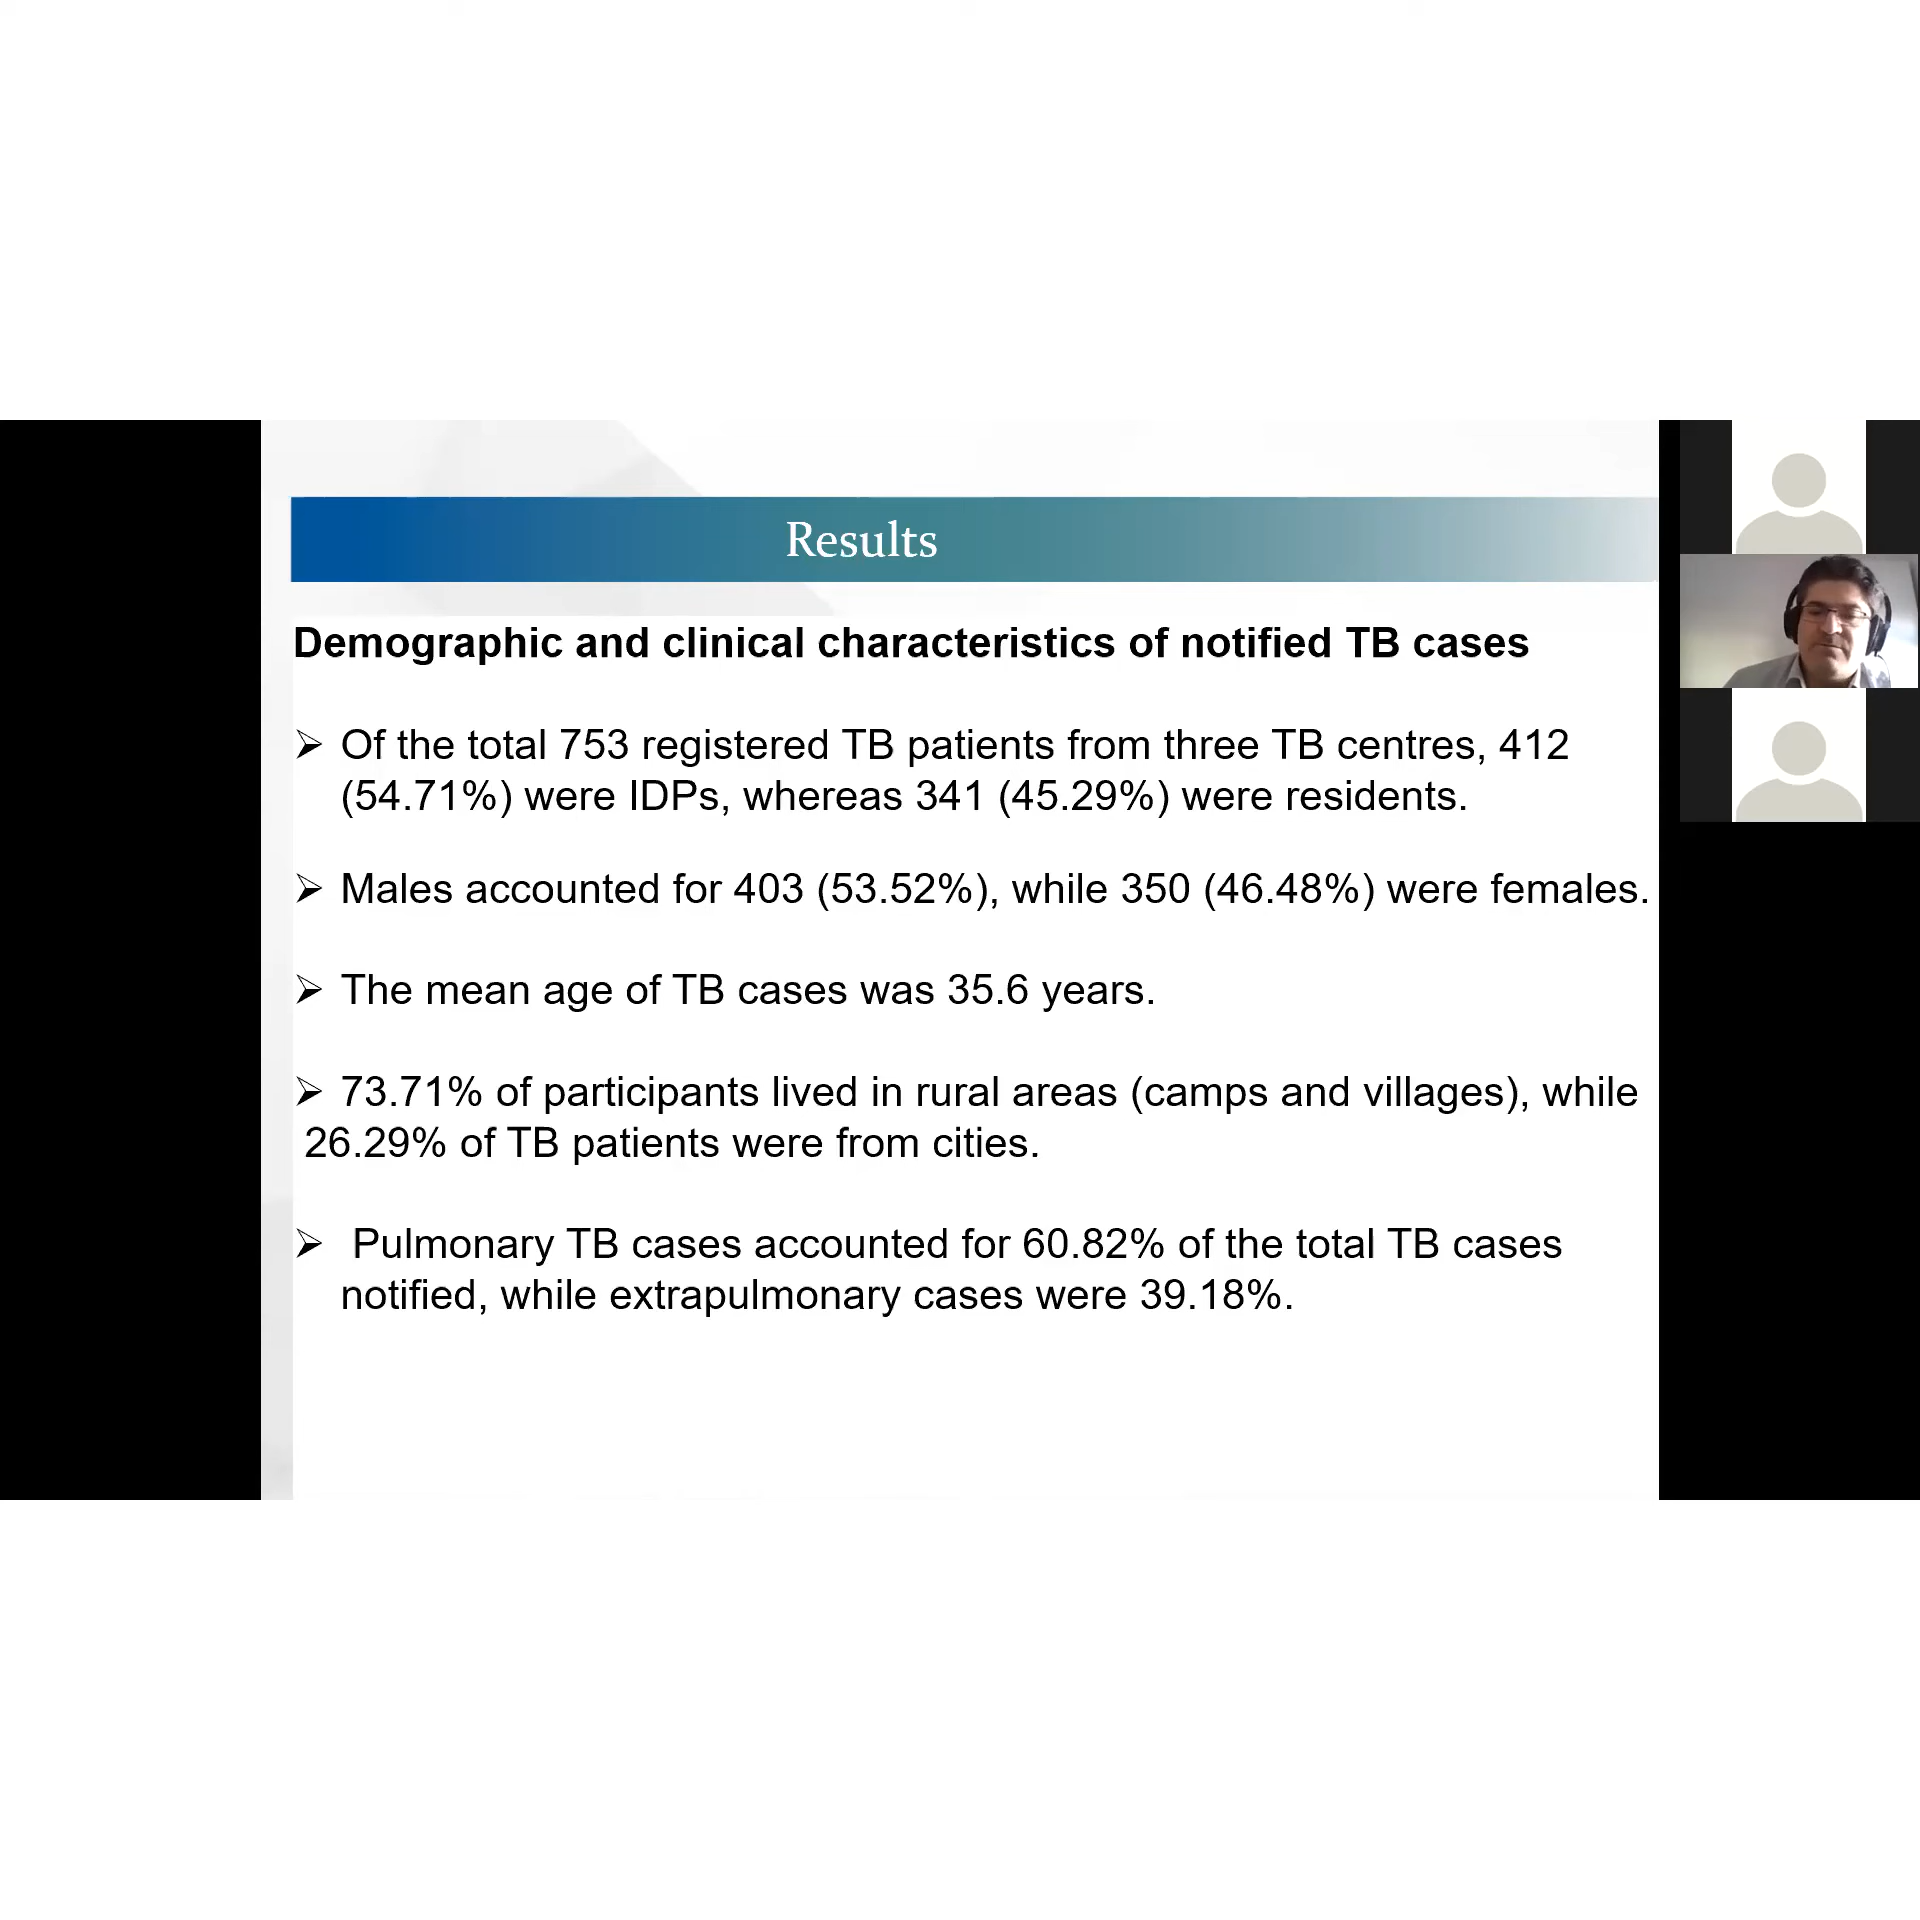 Results
Demographic and clinical characteristics of notified TB cases
➢ Of the total 753 registered TB patients from three TB centres, 412
(54.71%) were IDPs, whereas 341 (45.29%) were residents.
➢ Males accounted for 403 (53.52%), while 350 (46.48%) were females.
➢ The mean age of TB cases was 35.6 years.
➢ 73.71% of participants lived in rural areas (camps and villages), while
26.29% of TB patients were from cities.
➢ Pulmonary TB cases accounted for 60.82% of the total TB cases
notified, while extrapulmonary cases were 39.18%.